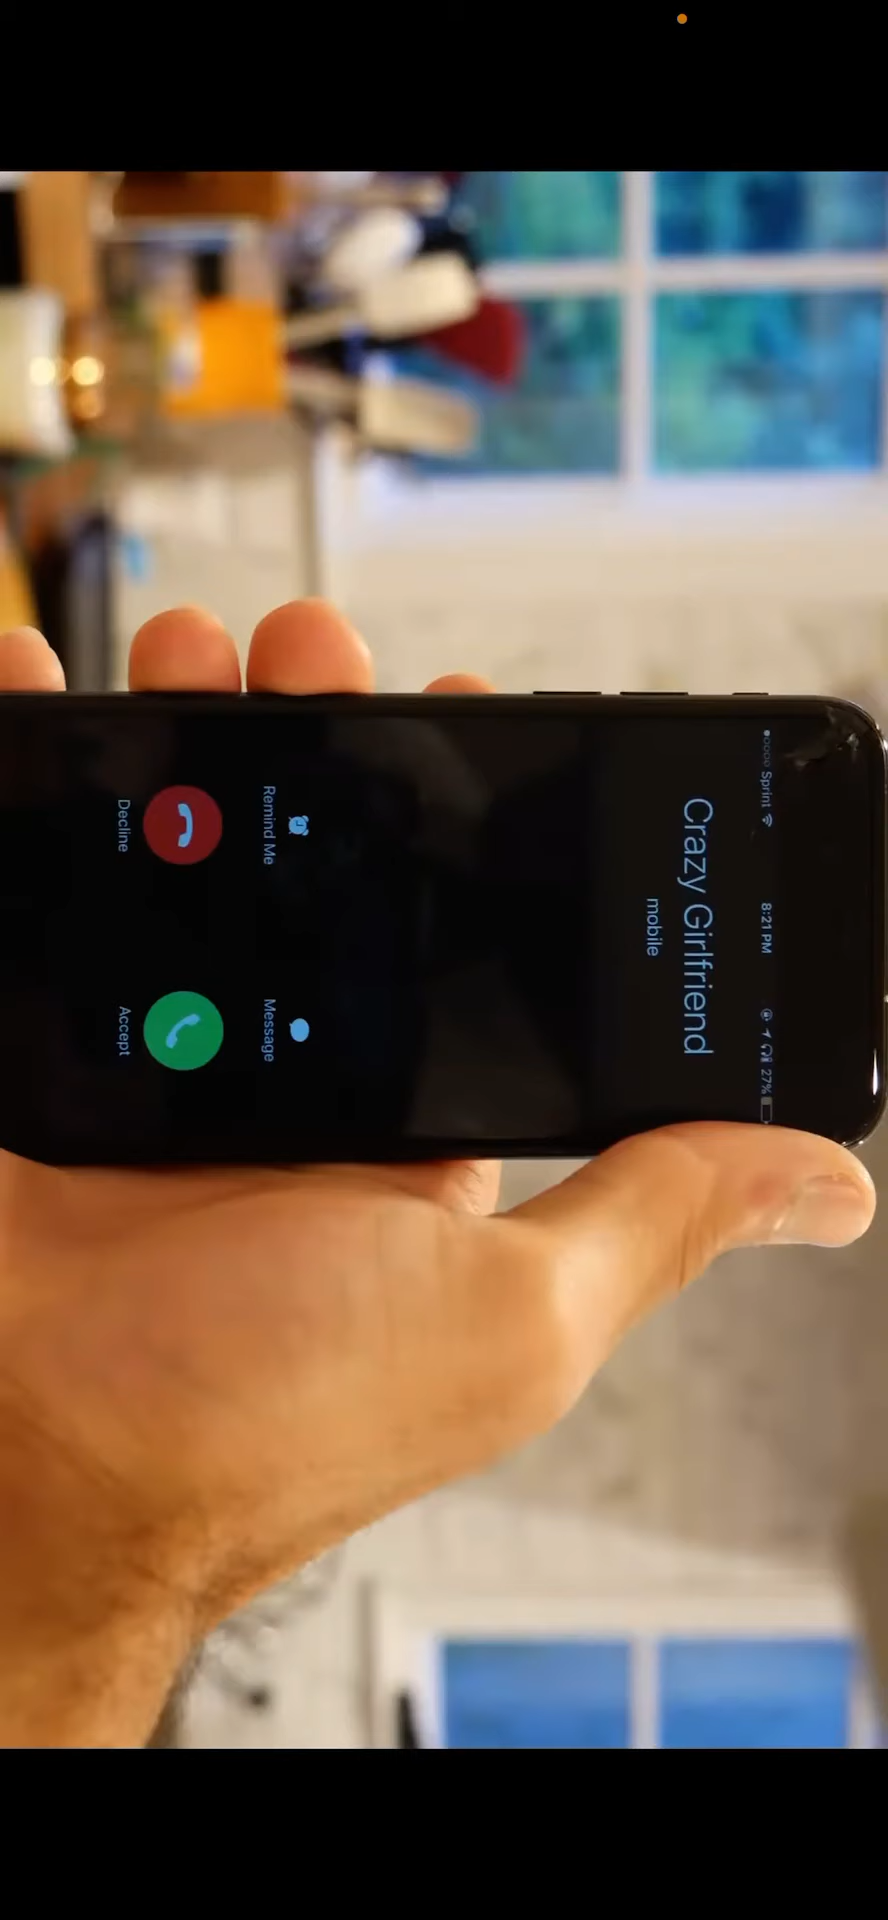 Sprint 8:21 PM 27%
Crazy Girlfriend
mobile
Remind Me Message
Decline Accept